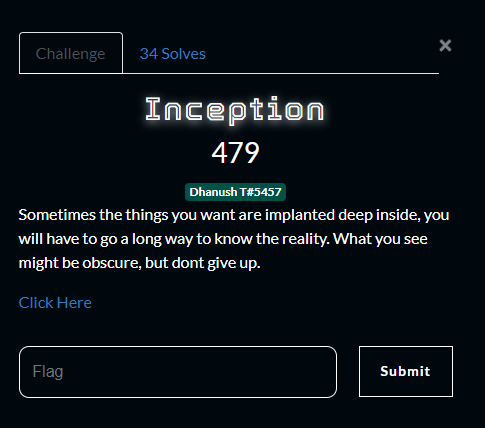 Challenge
34 Solves
×
Inception
479
Dhanush T#5457
Sometimes the things you want are implanted deep inside, you
will have to go a long way to know the reality. What you see
might be obscure, but dont give up.
Click Here
Flag
Submit